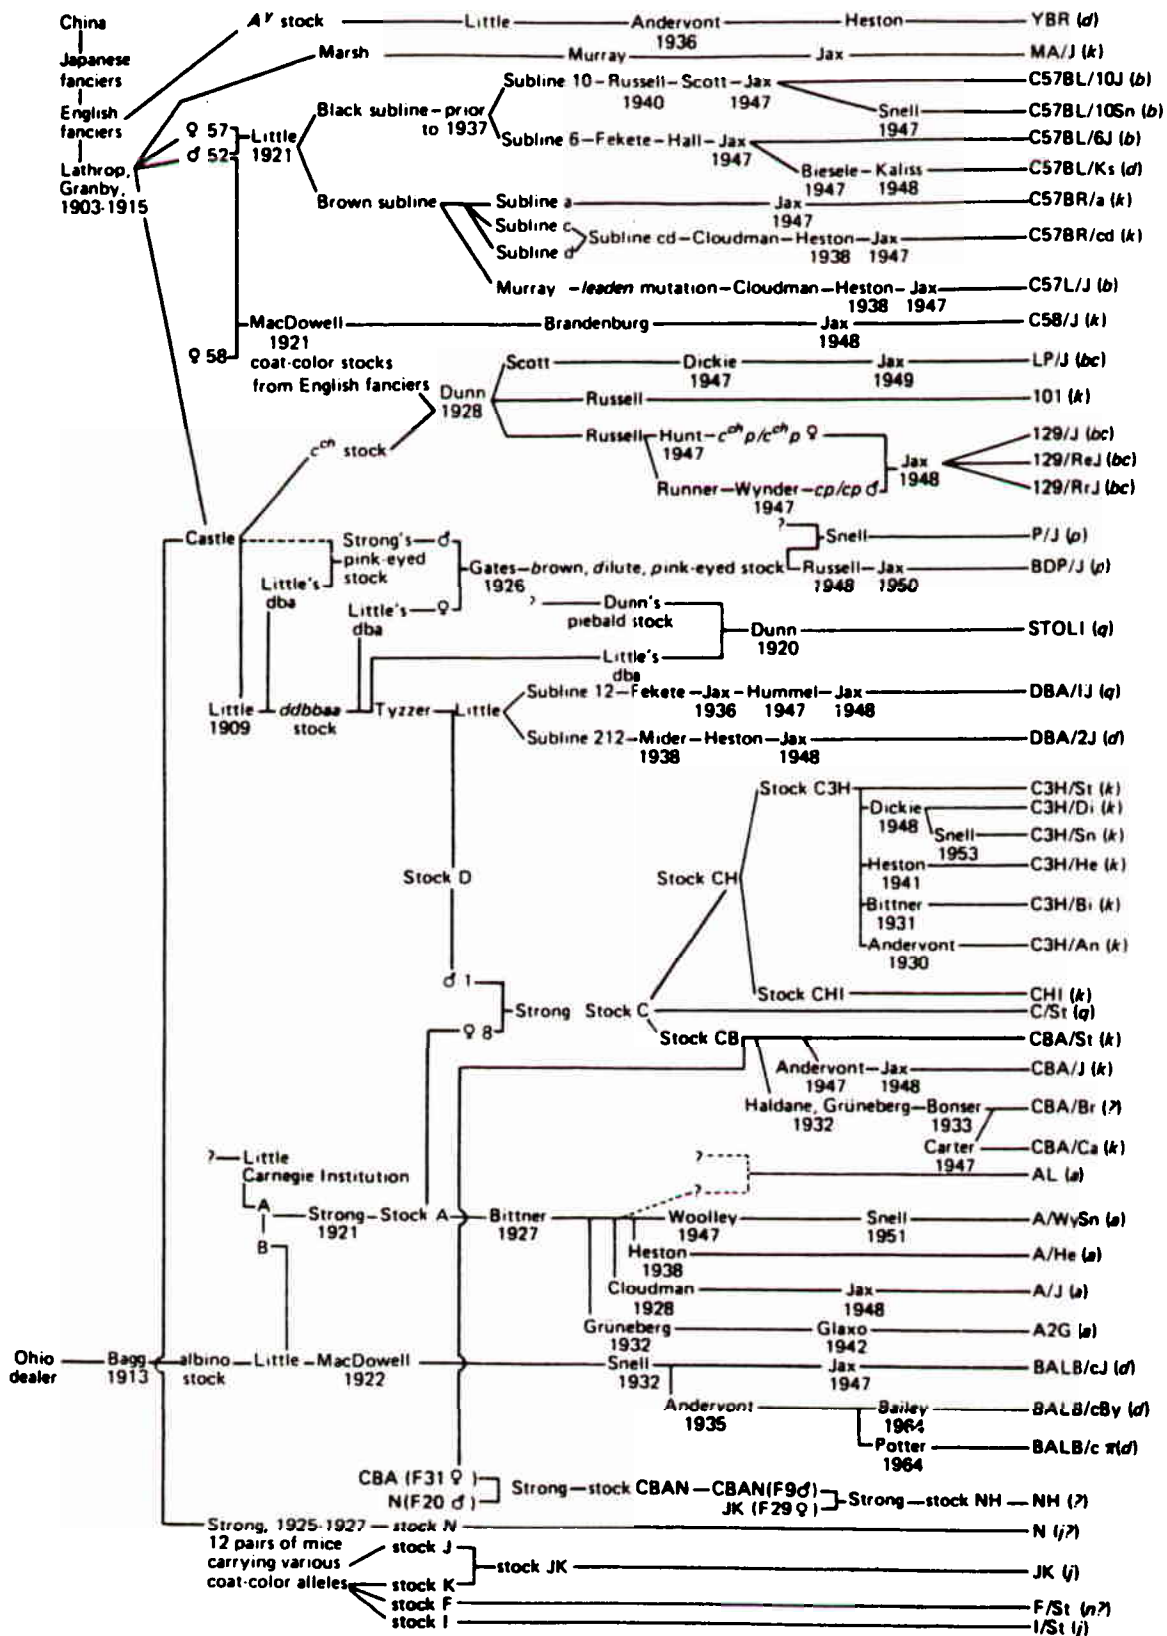 China
Japanese
fanciers
English
fanciers
Lathrop,
Granby,
1903-1915
Aʸ stock Little Andervont Heston YBR (d)
1936
Marsh Murray Jax MA/J (k)
♀ 57
♂ 52
Little
1921
Black subline – prior
to 1937
Subline 10 – Russell – Scott – Jax C57BL/10J (b)
1940 1947
Snell C57BL/10Sn (b)
1947
Subline 6 – Fekete – Hall – Jax C57BL/6J (b)
1947
Biesele – Kaliss C57BL/Ks (d)
1947 1948
Brown subline
Subline a Jax C57BR/a (k)
1947
Subline c
Subline d
Subline cd – Cloudman – Heston – Jax C57BR/cd (k)
1938 1947
Murray – leaden mutation – Cloudman – Heston – Jax C57L/J (b)
1938 1947
♀ 58
MacDowell Brandenburg Jax C58/J (k)
1921 1948
coat-color stocks
from English fanciers
cᶜʰ stock
Dunn
1928
Scott Dickie Jax LP/J (bc)
1947 1949
Russell 101 (k)
Russell Hunt – cᶜʰp/cᶜʰp ♀
1947
Runner – Wynder – cp/cp ♂
1947
Jax
1948
129/J (bc)
129/ReJ (bc)
129/RrJ (bc)
Castle
Strong's ♂
pink-eyed
stock
Little's
dba
Little's ♀
dba
Gates – brown, dilute, pink-eyed stock
1926
?
Snell P/J (p)
Russell – Jax BDP/J (p)
1948 1950
? Dunn's
piebald stock
Little's
dba
Dunn STOLI (q)
1920
Little ddbbaa Tyzzer Little
1909 stock
Subline 12 – Fekete – Jax – Hummel – Jax DBA/1J (q)
1936 1947 1948
Subline 212 – Mider – Heston – Jax DBA/2J (d)
1938 1948
Stock D
♂ 1
♀ 8
Strong Stock C C/St (q)
Stock CH
Stock C3H C3H/St (k)
Dickie C3H/Di (k)
1948
Snell C3H/Sn (k)
1953
Heston C3H/He (k)
1941
Bittner C3H/Bi (k)
1931
Andervont C3H/An (k)
1930
Stock CHI CHI (k)
Stock CB CBA/St (k)
Andervont – Jax CBA/J (k)
1947 1948
Haldane, Grüneberg – Bonser CBA/Br (?)
1932 1933
Carter CBA/Ca (k)
1947
? – Little
Carnegie Institution
A
B
Strong – Stock A – Bittner
1921 1927
?
?
AL (a)
Woolley Snell A/WySn (a)
1947 1951
Heston A/He (a)
1938
Cloudman Jax A/J (a)
1928 1948
Grüneberg Glaxo A2G (a)
1932 1942
Ohio
dealer
Bagg albino Little – MacDowell Snell Jax BALB/cJ (d)
1913 stock 1922 1932 1947
Andervont Bailey BALB/cBy (d)
1935 1964
Potter BALB/c π(d)
1964
CBA (F31 ♀)
N(F20 ♂)
Strong – stock CBAN – CBAN(F9♂)
JK (F29♀)
Strong – stock NH – NH (?)
Strong, 1925-1927 – stock N N (j?)
12 pairs of mice
carrying various
coat-color alleles
stock J
stock K
stock JK JK (j)
stock F F/St (n?)
stock I I/St (j)